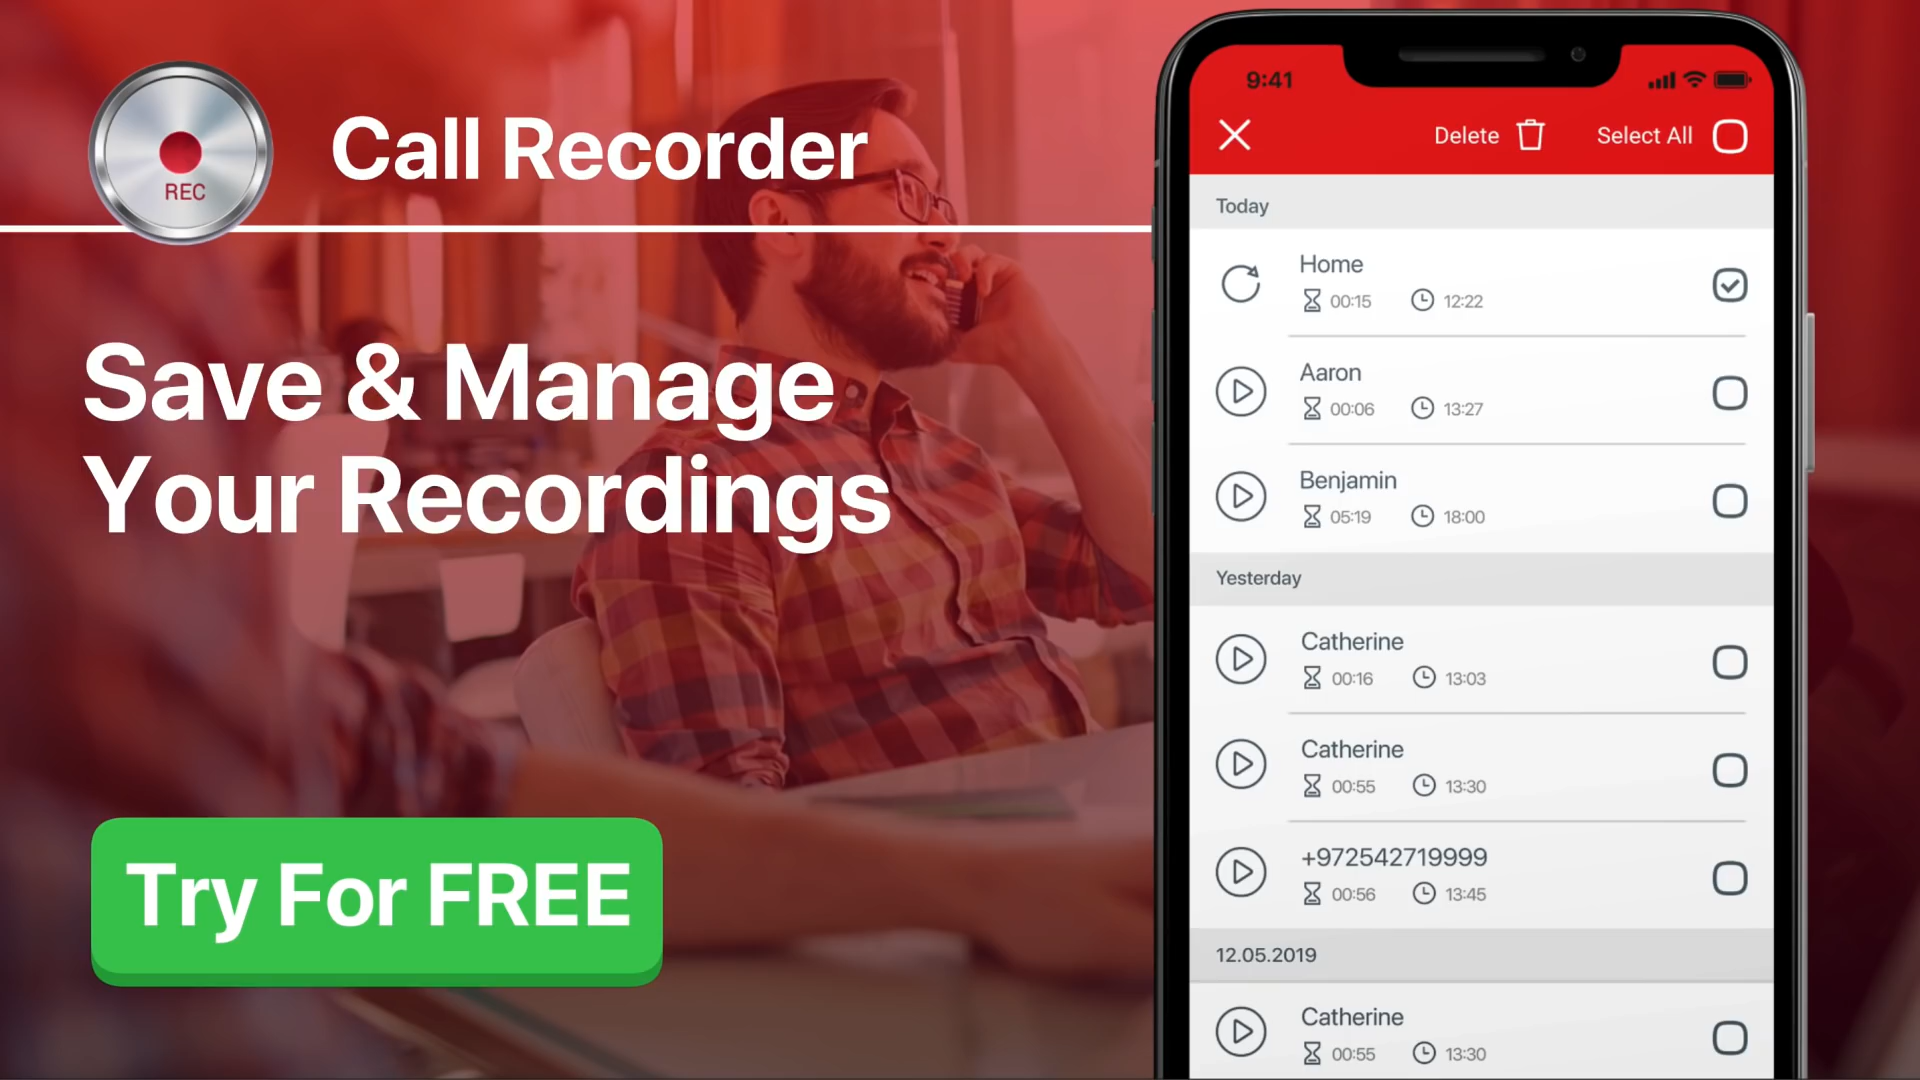 REC
Call Recorder
Save & Manage
Your Recordings
Try For FREE
9:41
Delete
Select All
Today
Home
00:15 12:22
Aaron
00:06 13:27
Benjamin
05:19 18:00
Yesterday
Catherine
00:16 13:03
Catherine
00:55 13:30
+972542719999
00:56 13:45
12.05.2019
Catherine
00:55 13:30